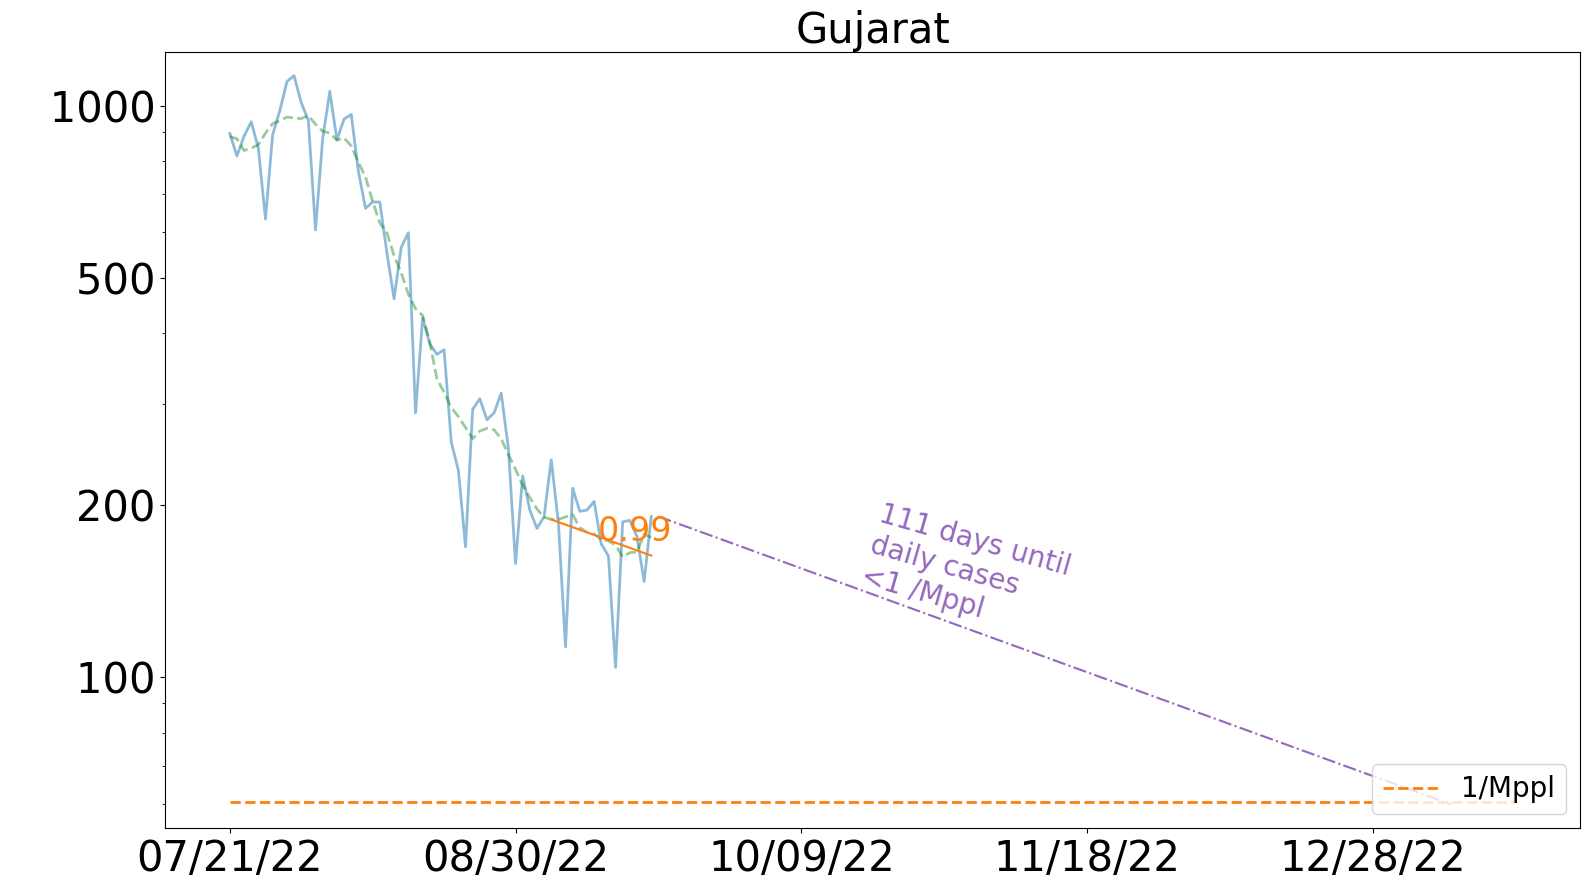 Gujarat
1000
500
200
100
0.99
111 days until
daily cases
<1 /Mppl
1/Mppl
07/21/22
08/30/22
10/09/22
11/18/22
12/28/22